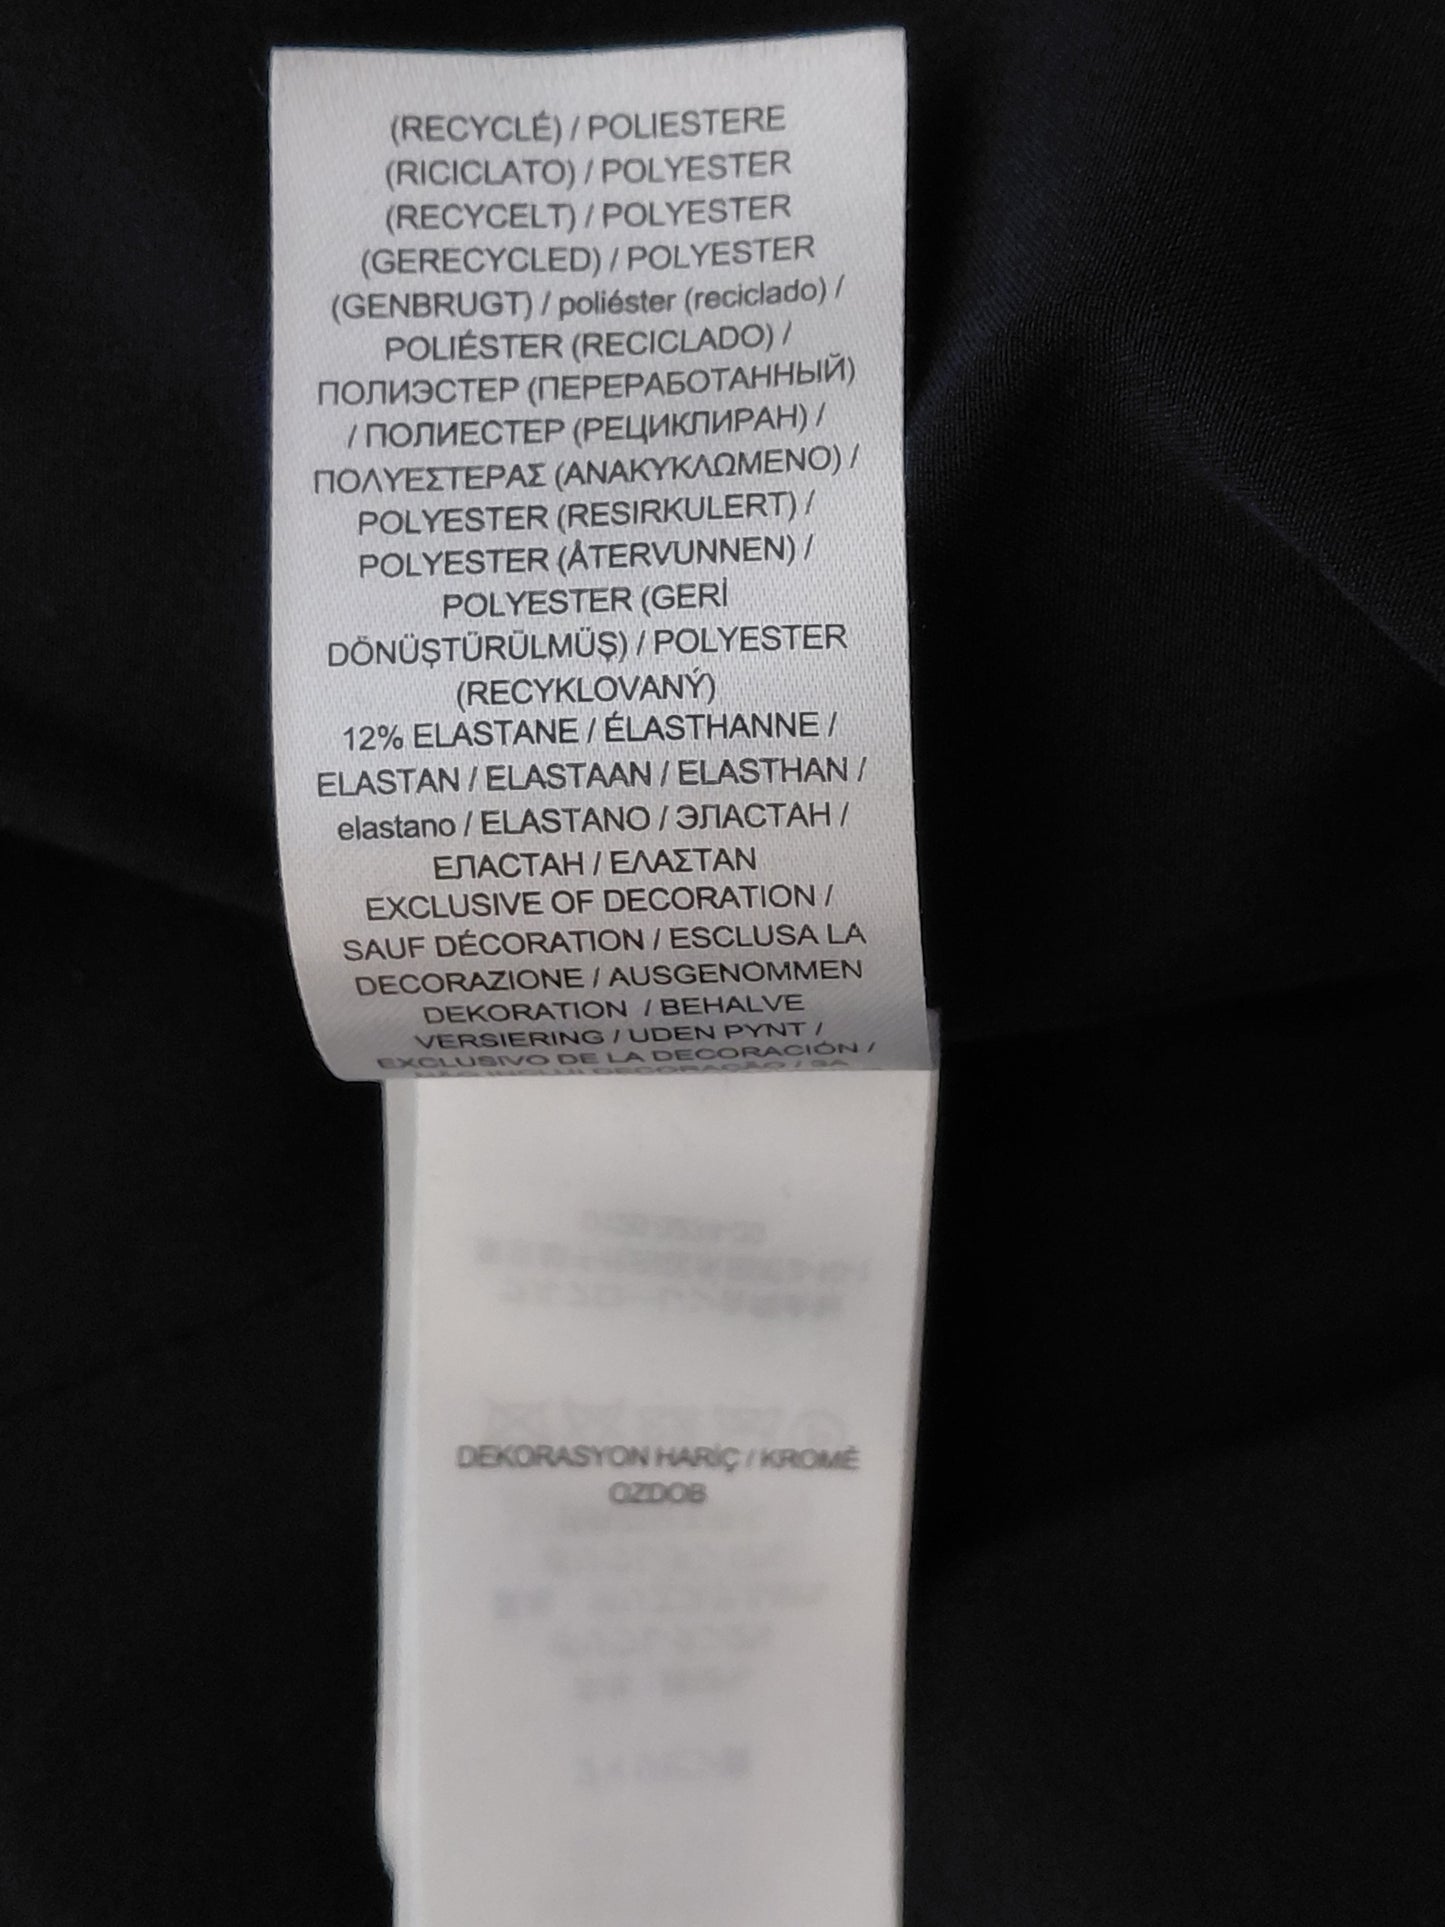 (RECYCLÉ) / POLIESTERE
(RICICLATO) / POLYESTER
(RECYCELT) / POLYESTER
(GERECYCLED) / POLYESTER
(GENBRUGT) / poliéster (reciclado) /
POLIÉSTER (RECICLADO) /
ПОЛИЭСТЕР (ПЕРЕРАБОТАННЫЙ)
/ ПОЛИЕСТЕР (РЕЦИКЛИРАН) /
ΠΟΛΥΕΣΤΕΡΑΣ (ΑΝΑΚΥΚΛΩΜΕΝΟ) /
POLYESTER (RESIRKULERT) /
POLYESTER (ÅTERVUNNEN) /
POLYESTER (GERİ
DÖNÜŞTÜRÜLMÜŞ) / POLYESTER
(RECYKLOVANÝ)
12% ELASTANE / ÉLASTHANNE /
ELASTAN / ELASTAAN / ELASTHAN /
elastano / ELASTANO / ЭЛАСТАН /
ЕЛАСТАН / ΕΛΑΣΤΑΝ
EXCLUSIVE OF DECORATION /
SAUF DÉCORATION / ESCLUSA LA
DECORAZIONE / AUSGENOMMEN
DEKORATION / BEHALVE
VERSIERING / UDEN PYNT /
EXCLUSIVO DE LA DECORACIÓN /
DEKORASYON HARİÇ / KROMĚ
OZDOB